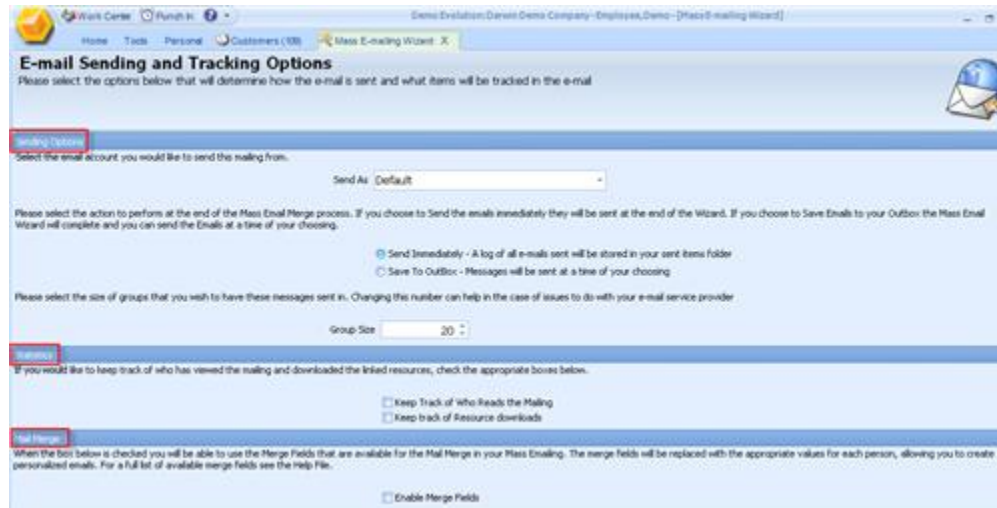 Work Center Punch In
Demo Evolution: Darwin Demo Company - Employee, Demo - [Mass E-mailing Wizard]
Home Tools Personal Customers (109) Mass E-mailing Wizard X
E-mail Sending and Tracking Options
Please select the options below that will determine how the e-mail is sent and what items will be tracked in the e-mail
Sending Options
Select the email account you would like to send this mailing from.
Send As Default
Please select the action to perform at the end of the Mass Email Merge process. If you choose to Send the emails immediately they will be sent at the end of the Wizard. If you choose to Save Emails to your Outbox the Mass Email
Wizard will complete and you can send the Emails at a time of your choosing.
Send Immediately - A log of all e-mails sent will be stored in your sent items folder
Save To OutBox - Messages will be sent at a time of your choosing
Please select the size of groups that you wish to have these messages sent in. Changing this number can help in the case of issues to do with your e-mail service provider
Group Size 20
Statistics
If you would like to keep track of who has viewed the mailing and downloaded the linked resources, check the appropriate boxes below.
Keep Track of Who Reads the Mailing
Keep track of Resource downloads
Mail Merge
When the box below is checked you will be able to use the Merge Fields that are available for the Mail Merge in your Mass Emailing. The merge fields will be replaced with the appropriate values for each person, allowing you to create
personalized emails. For a full list of available merge fields see the Help File.
Enable Merge Fields